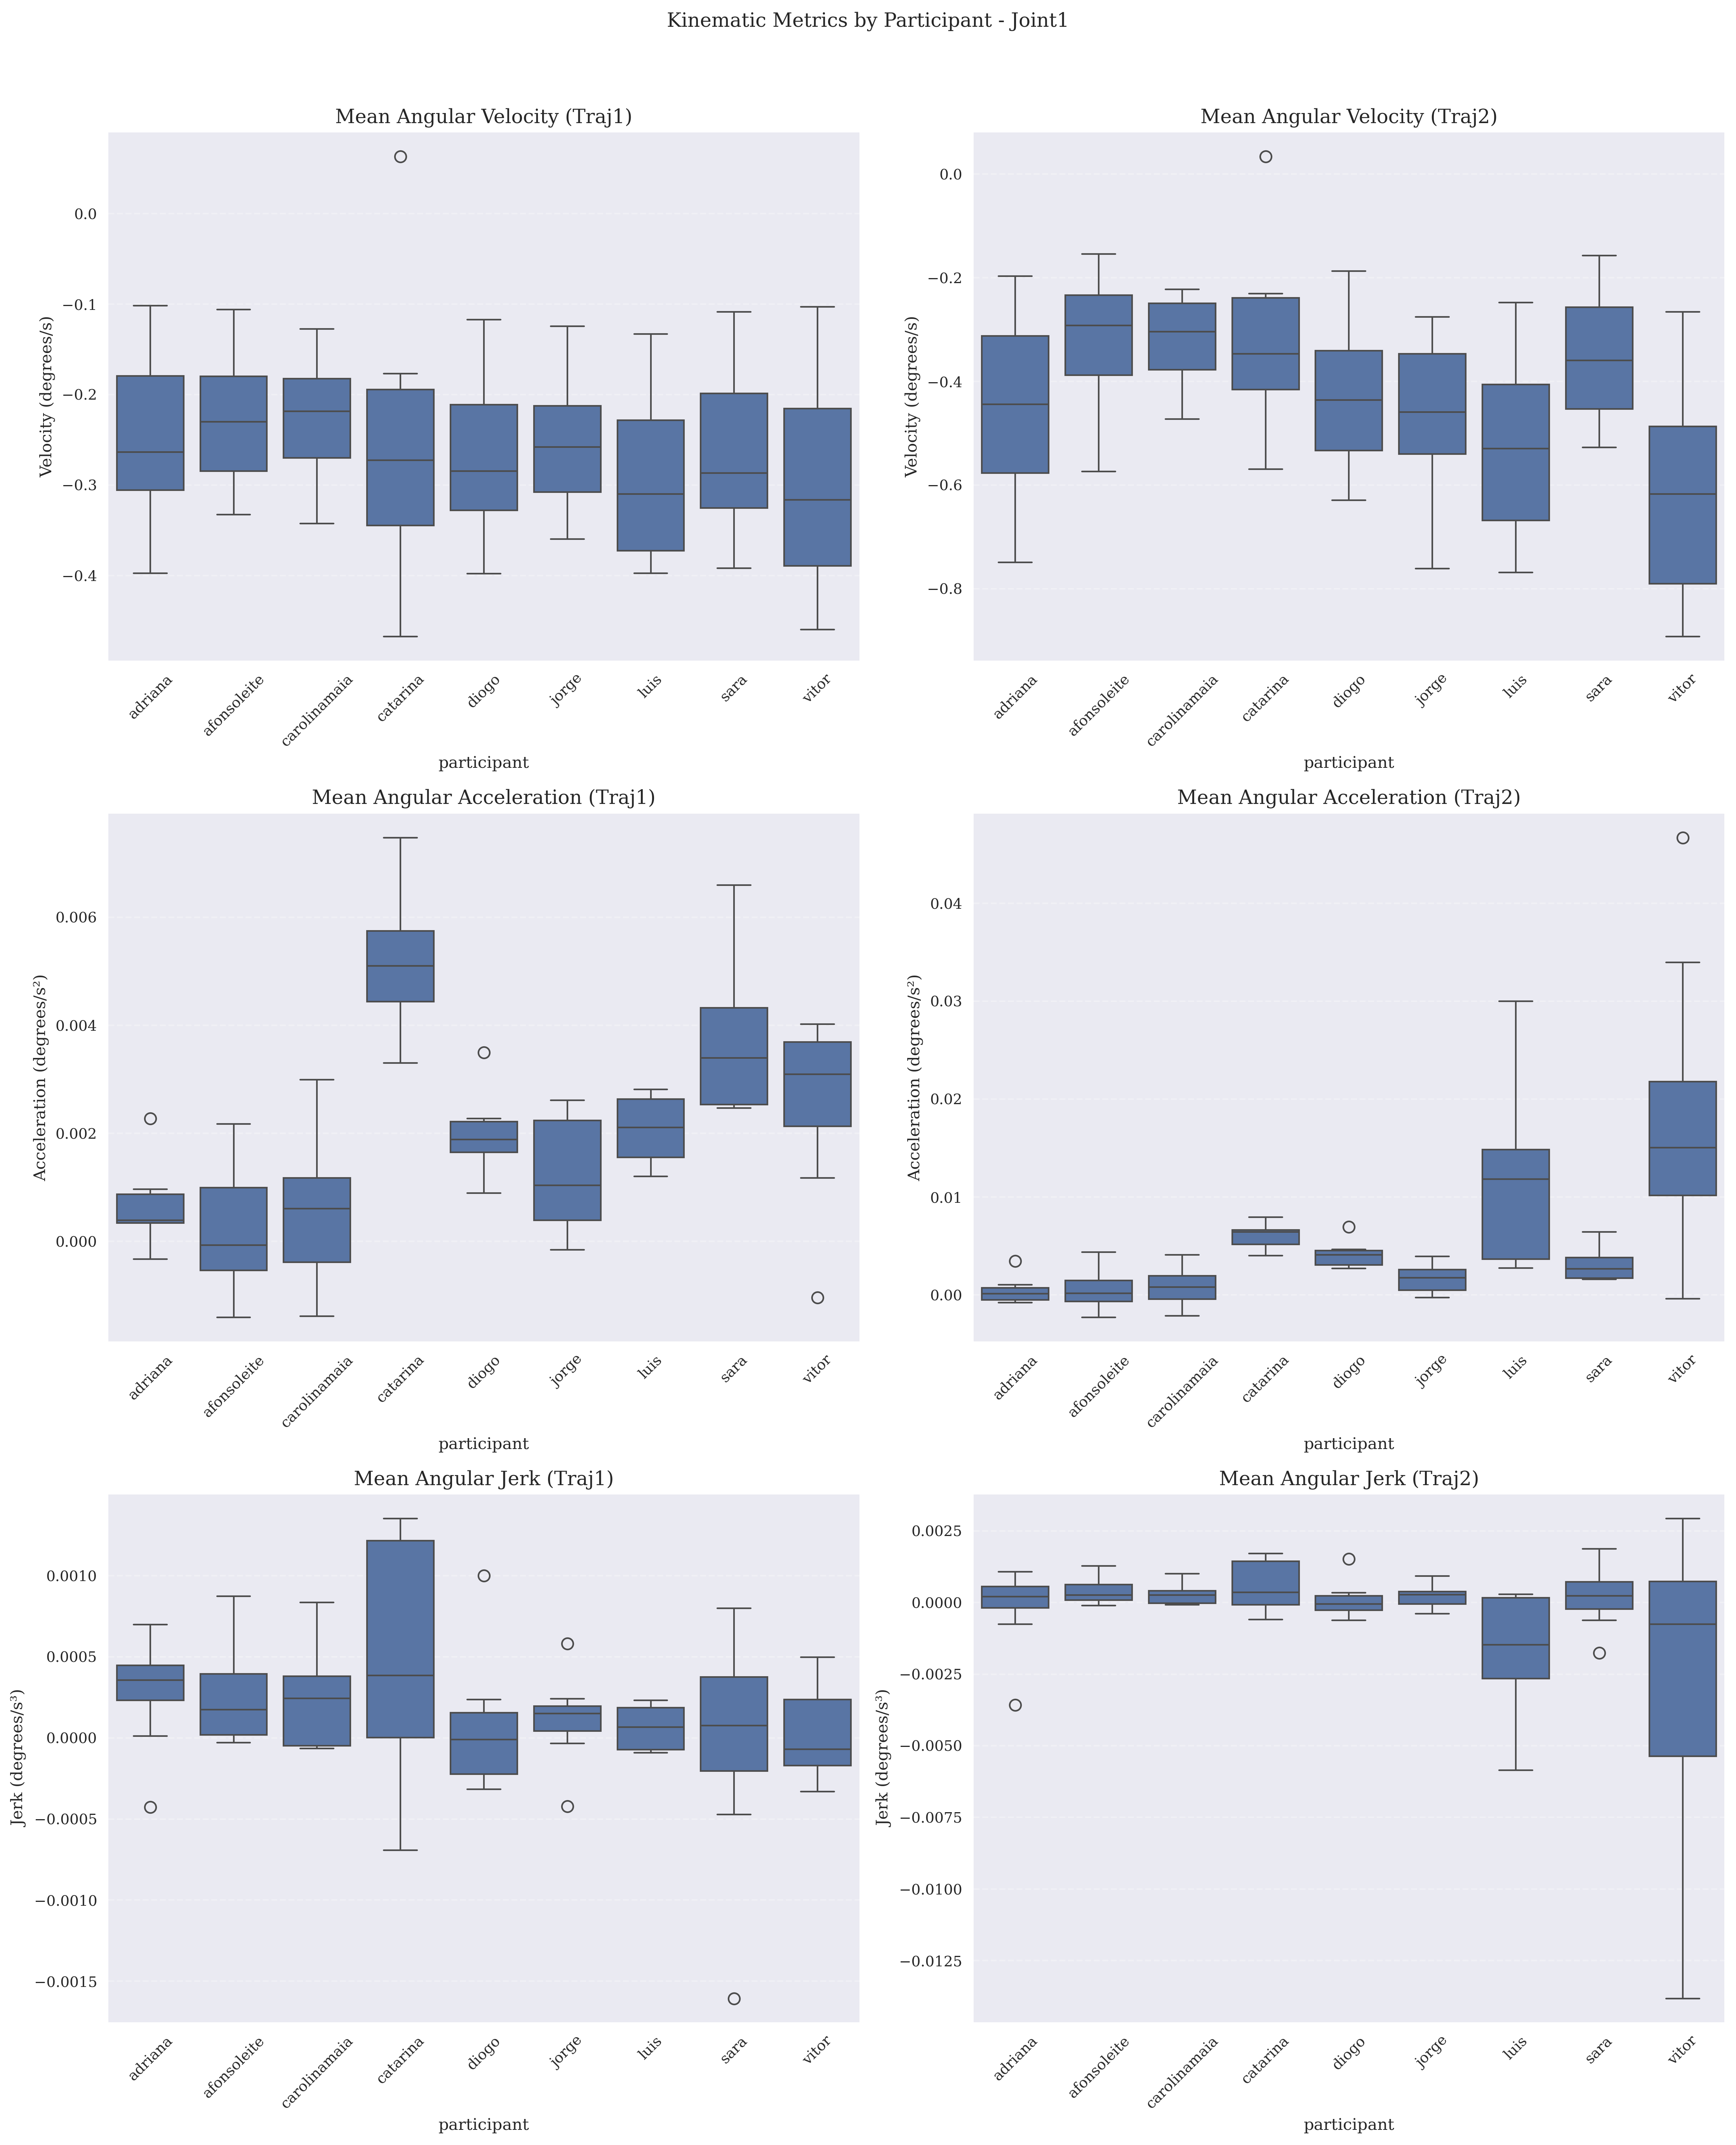 Kinematic Metrics by Participant - Joint1
Mean Angular Velocity (Traj1)
Velocity (degrees/s)
0.0
−0.1
−0.2
−0.3
−0.4
adriana
afonsoleite
carolinamaia
catarina
diogo
jorge
luis
sara
vitor
participant
Mean Angular Velocity (Traj2)
Velocity (degrees/s)
0.0
−0.2
−0.4
−0.6
−0.8
adriana
afonsoleite
carolinamaia
catarina
diogo
jorge
luis
sara
vitor
participant
Mean Angular Acceleration (Traj1)
Acceleration (degrees/s²)
0.006
0.004
0.002
0.000
adriana
afonsoleite
carolinamaia
catarina
diogo
jorge
luis
sara
vitor
participant
Mean Angular Acceleration (Traj2)
Acceleration (degrees/s²)
0.04
0.03
0.02
0.01
0.00
adriana
afonsoleite
carolinamaia
catarina
diogo
jorge
luis
sara
vitor
participant
Mean Angular Jerk (Traj1)
Jerk (degrees/s³)
0.0010
0.0005
0.0000
−0.0005
−0.0010
−0.0015
adriana
afonsoleite
carolinamaia
catarina
diogo
jorge
luis
sara
vitor
participant
Mean Angular Jerk (Traj2)
Jerk (degrees/s³)
0.0025
0.0000
−0.0025
−0.0050
−0.0075
−0.0100
−0.0125
adriana
afonsoleite
carolinamaia
catarina
diogo
jorge
luis
sara
vitor
participant